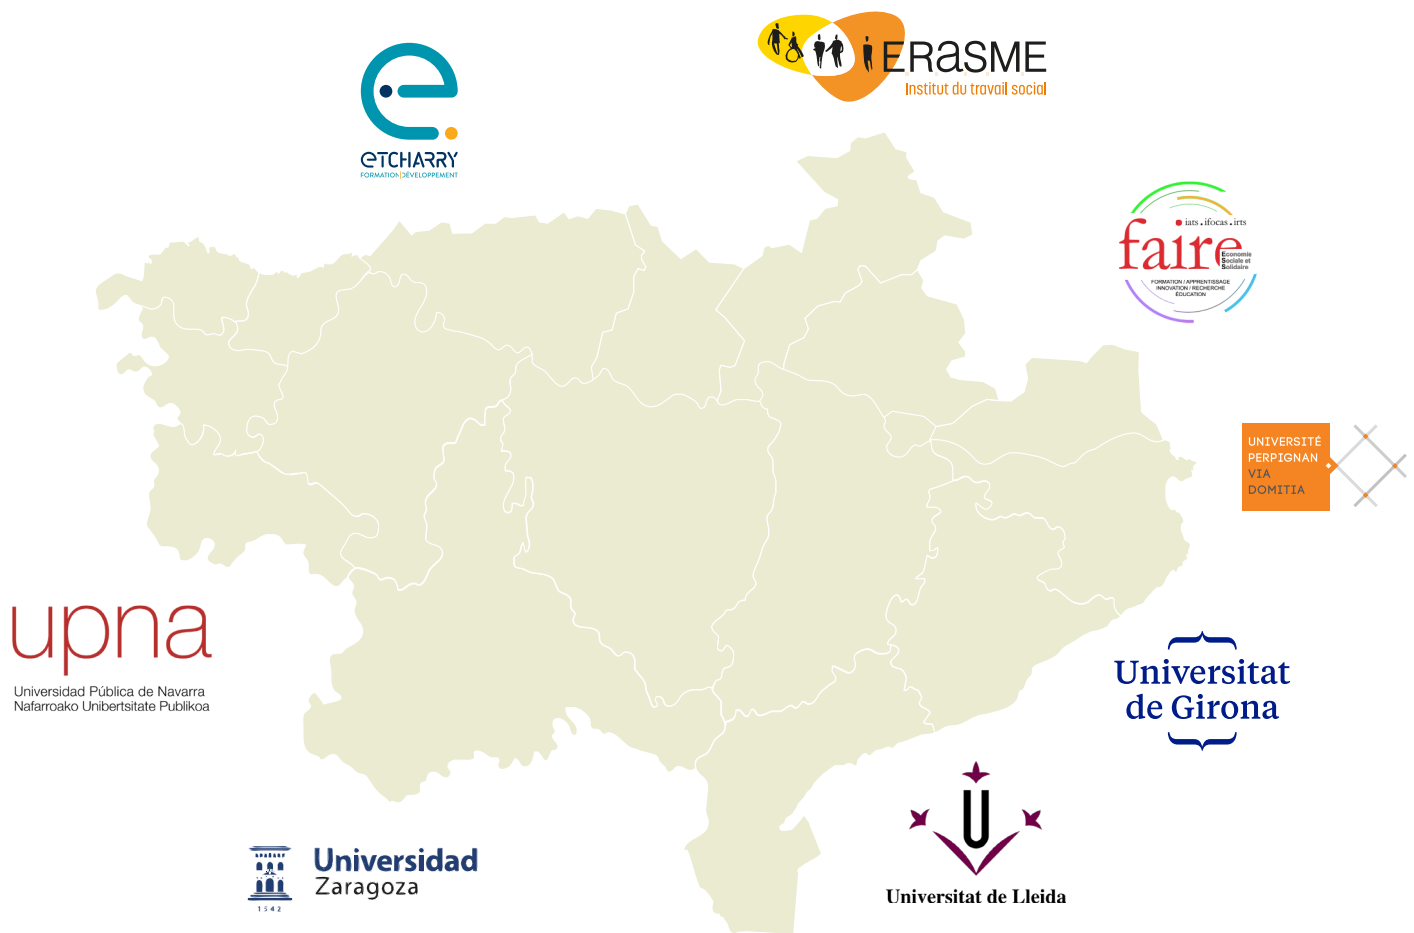 ERASME
Institut du travail social
eTCHARRY
FORMATION|DÉVELOPPEMENT
iats.ifocas.irts
faire
Economie
Sociale et
Solidaire
FORMATION / APPRENTISSAGE
INNOVATION / RECHERCHE
ÉDUCATION
UNIVERSITÉ
PERPIGNAN
VIA
DOMITIA
upna
Universidad Pública de Navarra
Nafarroako Unibertsitate Publikoa
Universitat
de Girona
Universidad
Zaragoza
1542
U
Universitat de Lleida